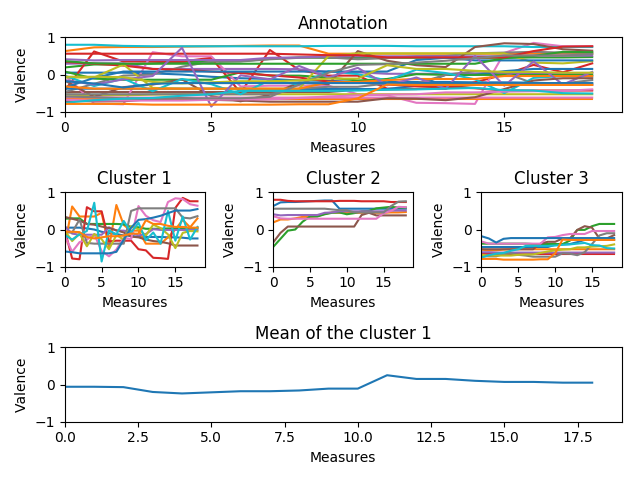 Annotation
Valence
1
0
−1
0 5 10 15
Measures
Cluster 1 Cluster 2 Cluster 3
Valence Valence Valence
1 1 1
0 0 0
−1 −1 −1
0 5 10 15 0 5 10 15 0 5 10 15
Measures Measures Measures
Mean of the cluster 1
Valence
1
0
−1
0.0 2.5 5.0 7.5 10.0 12.5 15.0 17.5
Measures